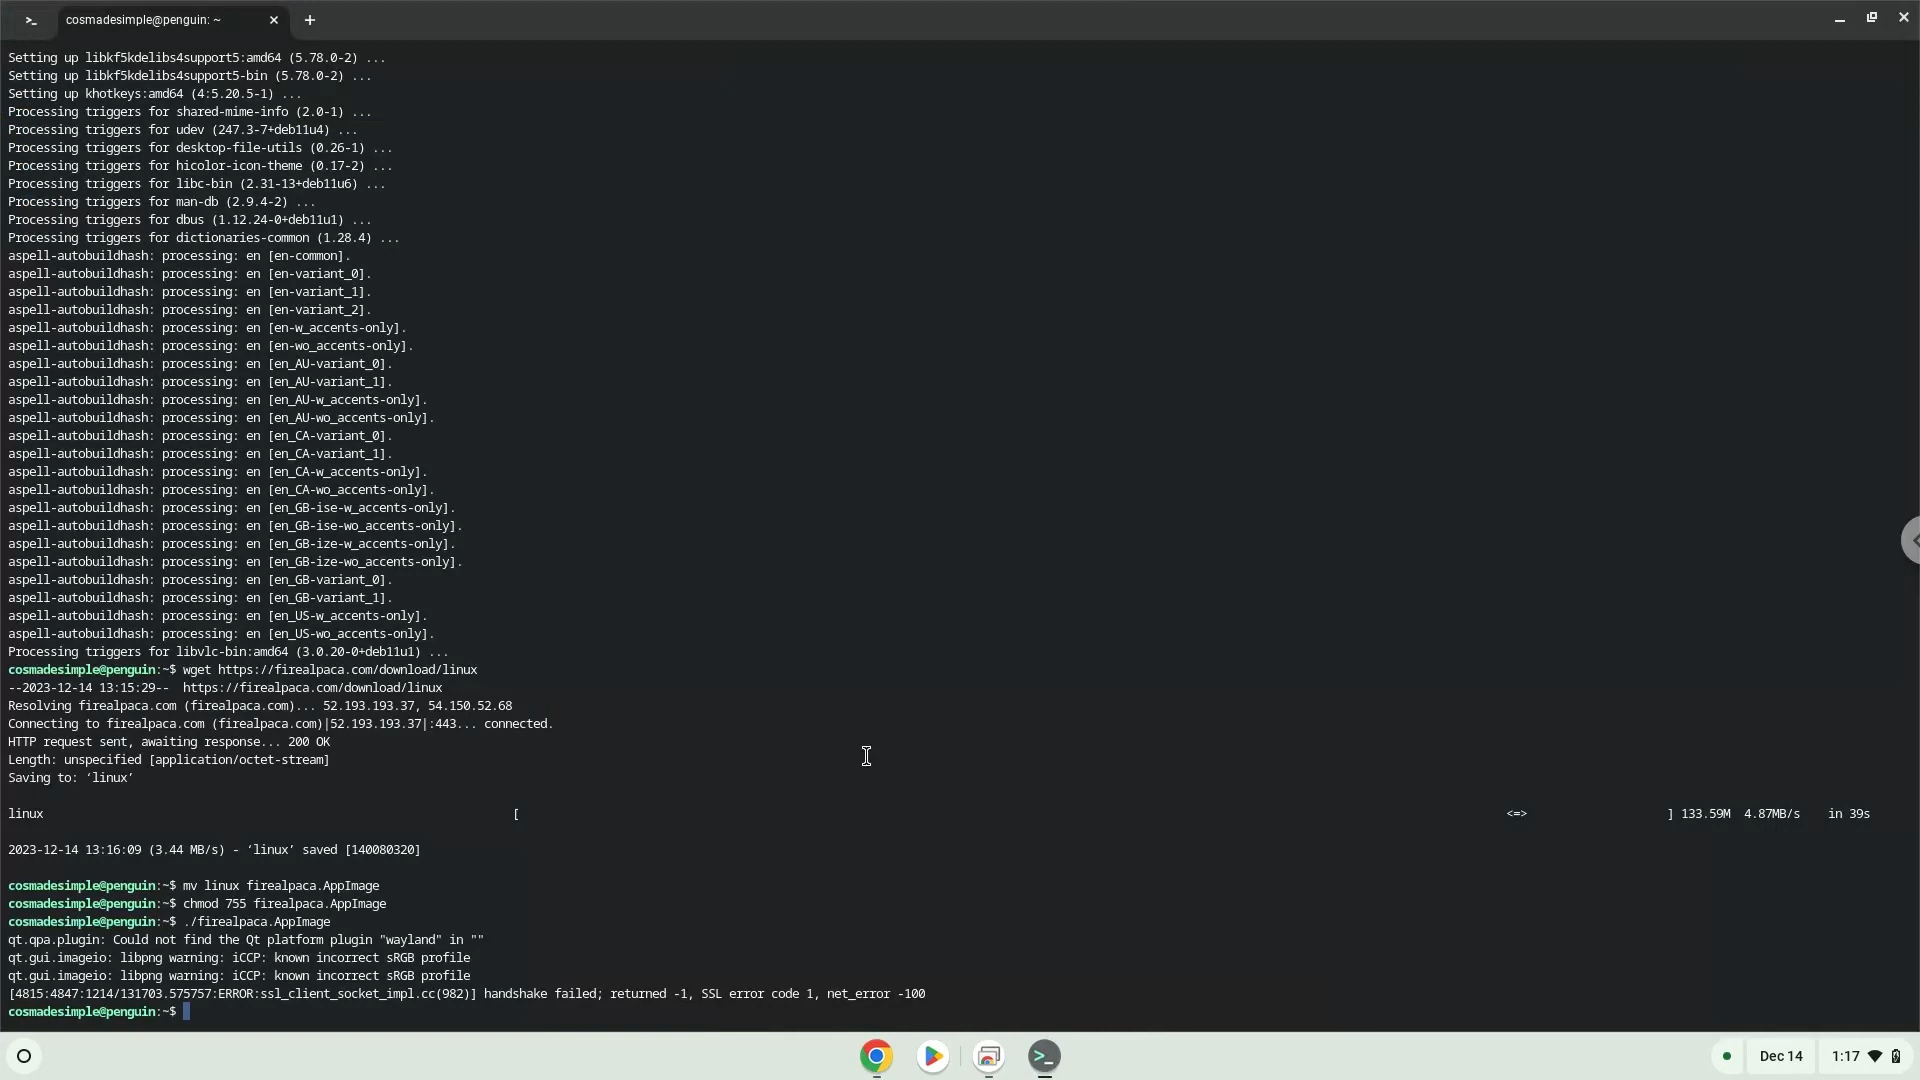 cosmadesimple@penguin: ~
Setting up libkf5kdelibs4support5:amd64 (5.78.0-2) ...
Setting up libkf5kdelibs4support5-bin (5.78.0-2) ...
Setting up khotkeys:amd64 (4:5.20.5-1) ...
Processing triggers for shared-mime-info (2.0-1) ...
Processing triggers for udev (247.3-7+deb11u4) ...
Processing triggers for desktop-file-utils (0.26-1) ...
Processing triggers for hicolor-icon-theme (0.17-2) ...
Processing triggers for libc-bin (2.31-13+deb11u6) ...
Processing triggers for man-db (2.9.4-2) ...
Processing triggers for dbus (1.12.24-0+deb11u1) ...
Processing triggers for dictionaries-common (1.28.4) ...
aspell-autobuildhash: processing: en [en-common].
aspell-autobuildhash: processing: en [en-variant_0].
aspell-autobuildhash: processing: en [en-variant_1].
aspell-autobuildhash: processing: en [en-variant_2].
aspell-autobuildhash: processing: en [en-w_accents-only].
aspell-autobuildhash: processing: en [en-wo_accents-only].
aspell-autobuildhash: processing: en [en_AU-variant_0].
aspell-autobuildhash: processing: en [en_AU-variant_1].
aspell-autobuildhash: processing: en [en_AU-w_accents-only].
aspell-autobuildhash: processing: en [en_AU-wo_accents-only].
aspell-autobuildhash: processing: en [en_CA-variant_0].
aspell-autobuildhash: processing: en [en_CA-variant_1].
aspell-autobuildhash: processing: en [en_CA-w_accents-only].
aspell-autobuildhash: processing: en [en_CA-wo_accents-only].
aspell-autobuildhash: processing: en [en_GB-ise-w_accents-only].
aspell-autobuildhash: processing: en [en_GB-ise-wo_accents-only].
aspell-autobuildhash: processing: en [en_GB-ize-w_accents-only].
aspell-autobuildhash: processing: en [en_GB-ize-wo_accents-only].
aspell-autobuildhash: processing: en [en_GB-variant_0].
aspell-autobuildhash: processing: en [en_GB-variant_1].
aspell-autobuildhash: processing: en [en_US-w_accents-only].
aspell-autobuildhash: processing: en [en_US-wo_accents-only].
Processing triggers for libvlc-bin:amd64 (3.0.20-0+deb11u1) ...
cosmadesimple@penguin:~$ wget https://firealpaca.com/download/linux
--2023-12-14 13:15:29--  https://firealpaca.com/download/linux
Resolving firealpaca.com (firealpaca.com)... 52.193.193.37, 54.150.52.68
Connecting to firealpaca.com (firealpaca.com)|52.193.193.37|:443... connected.
HTTP request sent, awaiting response... 200 OK
Length: unspecified [application/octet-stream]
Saving to: ‘linux’
linux [ <=> ] 133.59M 4.87MB/s in 39s
2023-12-14 13:16:09 (3.44 MB/s) - ‘linux’ saved [140080320]
cosmadesimple@penguin:~$ mv linux firealpaca.AppImage
cosmadesimple@penguin:~$ chmod 755 firealpaca.AppImage
cosmadesimple@penguin:~$ ./firealpaca.AppImage
qt.qpa.plugin: Could not find the Qt platform plugin "wayland" in ""
qt.gui.imageio: libpng warning: iCCP: known incorrect sRGB profile
qt.gui.imageio: libpng warning: iCCP: known incorrect sRGB profile
[4815:4847:1214/131703.575757:ERROR:ssl_client_socket_impl.cc(982)] handshake failed; returned -1, SSL error code 1, net_error -100
cosmadesimple@penguin:~$
Dec 14 1:17